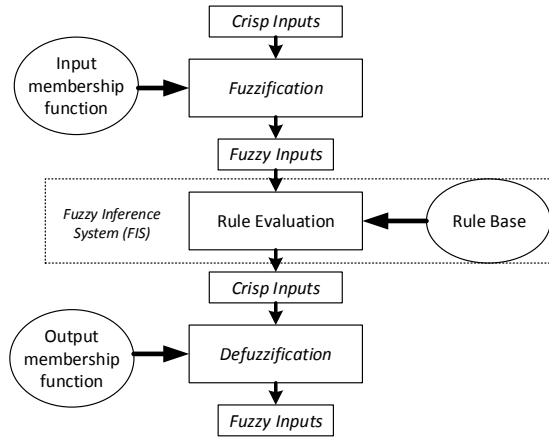 Crisp Inputs
Input
membership
function
Fuzzification
Fuzzy Inputs
Fuzzy Inference
System (FIS)
Rule Evaluation
Rule Base
Crisp Inputs
Output
membership
function
Defuzzification
Fuzzy Inputs